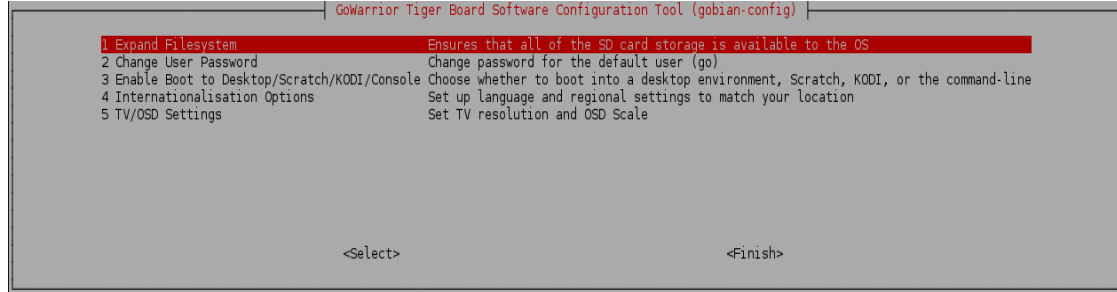 GoWarrior Tiger Board Software Configuration Tool (gobian-config)
1 Expand Filesystem Ensures that all of the SD card storage is available to the OS
2 Change User Password Change password for the default user (go)
3 Enable Boot to Desktop/Scratch/KODI/Console Choose whether to boot into a desktop environment, Scratch, KODI, or the command-line
4 Internationalisation Options Set up language and regional settings to match your location
5 TV/OSD Settings Set TV resolution and OSD Scale
<Select> <Finish>